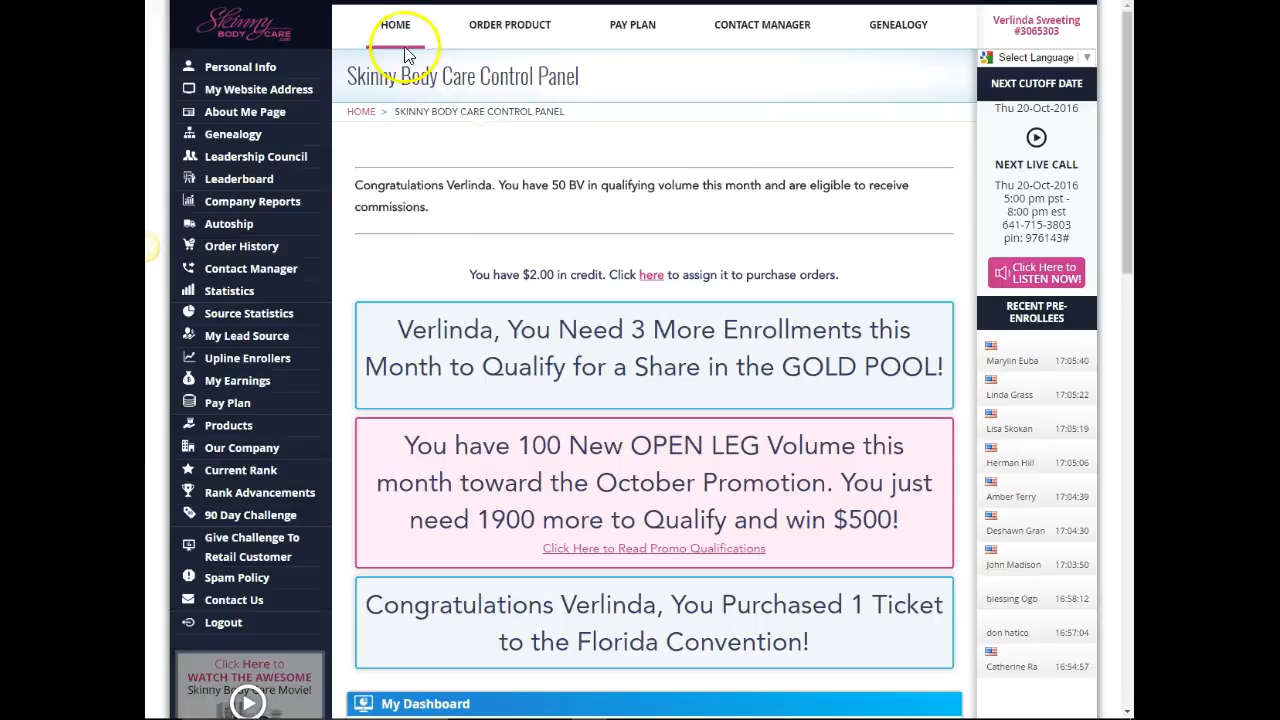 Skinny
BODY CARE
.com
HOME
ORDER PRODUCT
PAY PLAN
CONTACT MANAGER
GENEALOGY
Verlinda Sweeting
#3065303
Select Language
Personal Info
My Website Address
About Me Page
Genealogy
Leadership Council
Leaderboard
Company Reports
Autoship
Order History
Contact Manager
Statistics
Source Statistics
My Lead Source
Upline Enrollers
My Earnings
Pay Plan
Products
Our Company
Current Rank
Rank Advancements
90 Day Challenge
Give Challenge To
Retail Customer
Spam Policy
Contact Us
Logout
Click Here to
WATCH THE AWESOME
Skinny Body Care Movie!
Skinny Body Care Control Panel
HOME > SKINNY BODY CARE CONTROL PANEL
Congratulations Verlinda. You have 50 BV in qualifying volume this month and are eligible to receive
commissions.
You have $2.00 in credit. Click here to assign it to purchase orders.
Verlinda, You Need 3 More Enrollments this
Month to Qualify for a Share in the GOLD POOL!
You have 100 New OPEN LEG Volume this
month toward the October Promotion. You just
need 1900 more to Qualify and win $500!
Click Here to Read Promo Qualifications
Congratulations Verlinda, You Purchased 1 Ticket
to the Florida Convention!
My Dashboard
NEXT CUTOFF DATE
Thu 20-Oct-2016
NEXT LIVE CALL
Thu 20-Oct-2016
5:00 pm pst -
8:00 pm est
641-715-3803
pin: 976143#
Click Here to
LISTEN NOW!
RECENT PRE-
ENROLLEES
Marylin Euba 17:05:40
Linda Grass 17:05:22
Lisa Skokan 17:05:19
Herman Hill 17:05:06
Amber Terry 17:04:39
Deshawn Gran 17:04:30
John Madison 17:03:50
blessing Ogb 16:58:12
don hatico 16:57:04
Catherine Ra 16:54:57